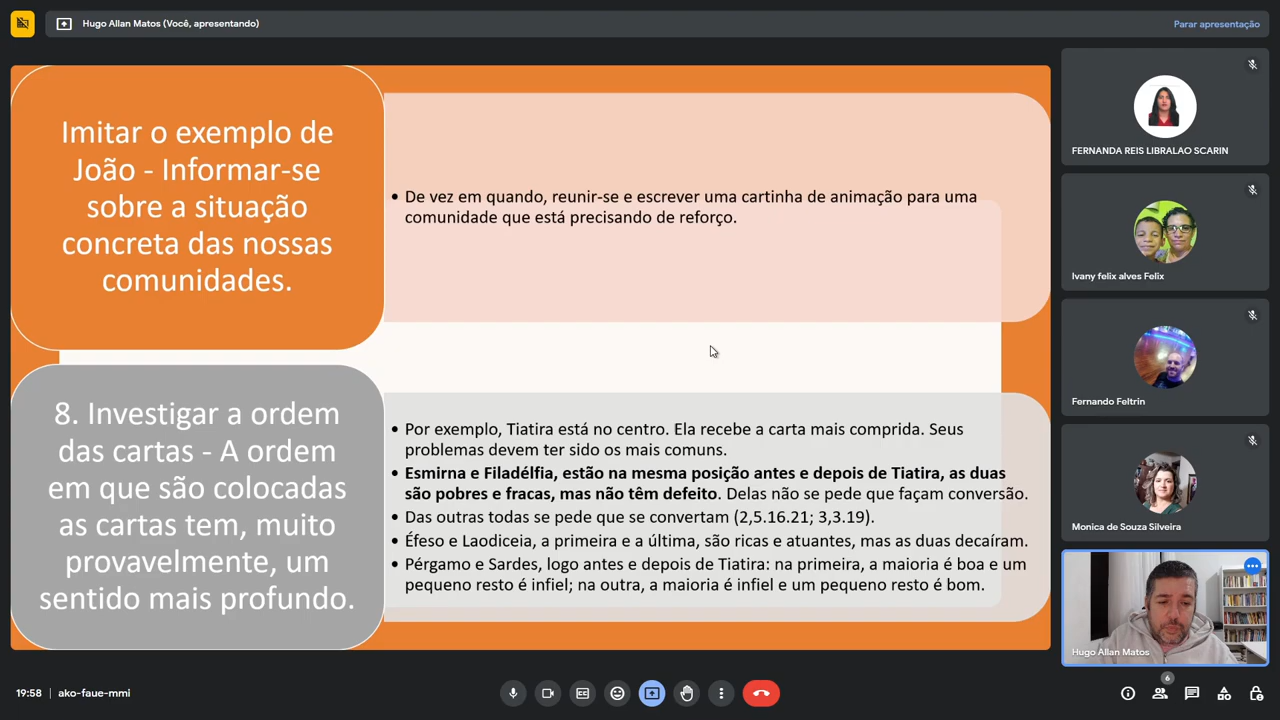 Hugo Allan Matos (Você, apresentando)
Parar apresentação
Imitar o exemplo de
João - Informar-se
sobre a situação
concreta das nossas
comunidades.
• De vez em quando, reunir-se e escrever uma cartinha de animação para uma
comunidade que está precisando de reforço.
8. Investigar a ordem
das cartas - A ordem
em que são colocadas
as cartas tem, muito
provavelmente, um
sentido mais profundo.
• Por exemplo, Tiatira está no centro. Ela recebe a carta mais comprida. Seus
problemas devem ter sido os mais comuns.
• Esmirna e Filadélfia, estão na mesma posição antes e depois de Tiatira, as duas
são pobres e fracas, mas não têm defeito. Delas não se pede que façam conversão.
• Das outras todas se pede que se convertam (2,5.16.21; 3,3.19).
• Éfeso e Laodiceia, a primeira e a última, são ricas e atuantes, mas as duas decaíram.
• Pérgamo e Sardes, logo antes e depois de Tiatira: na primeira, a maioria é boa e um
pequeno resto é infiel; na outra, a maioria é infiel e um pequeno resto é bom.
FERNANDA REIS LIBRALAO SCARIN
Ivany felix alves Felix
Fernando Feltrin
Monica de Souza Silveira
Hugo Allan Matos
19:58 | ako-faue-mmi
6